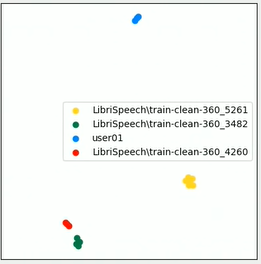 LibriSpeech\train-clean-360_5261
LibriSpeech\train-clean-360_3482
user01
LibriSpeech\train-clean-360_4260